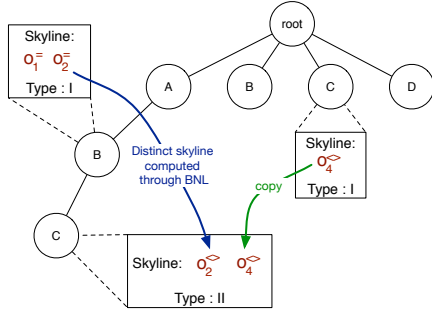 root
Skyline:
o₁⁼ o₂⁼
Type : I
A
B
C
D
B
Distinct skyline
computed
through BNL
Skyline:
o₄<>
Type : I
copy
C
Skyline: o₂<> o₄<>
Type : II